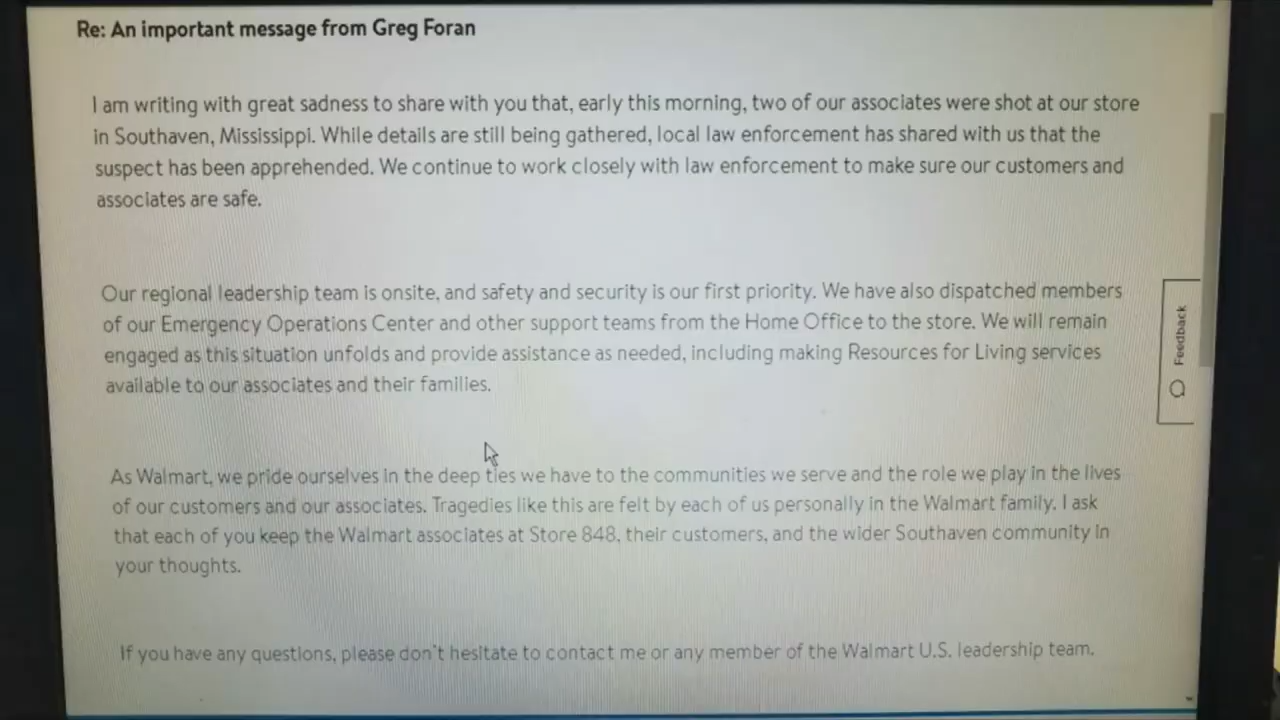 Re: An important message from Greg Foran
I am writing with great sadness to share with you that, early this morning, two of our associates were shot at our store
in Southaven, Mississippi. While details are still being gathered, local law enforcement has shared with us that the
suspect has been apprehended. We continue to work closely with law enforcement to make sure our customers and
associates are safe.
Our regional leadership team is onsite, and safety and security is our first priority. We have also dispatched members
of our Emergency Operations Center and other support teams from the Home Office to the store. We will remain
engaged as this situation unfolds and provide assistance as needed, including making Resources for Living services
available to our associates and their families.
As Walmart, we pride ourselves in the deep ties we have to the communities we serve and the role we play in the lives
of our customers and our associates. Tragedies like this are felt by each of us personally in the Walmart family. I ask
that each of you keep the Walmart associates at Store 848, their customers, and the wider Southaven community in
your thoughts.
If you have any questions, please don't hesitate to contact me or any member of the Walmart U.S. leadership team.
Feedback